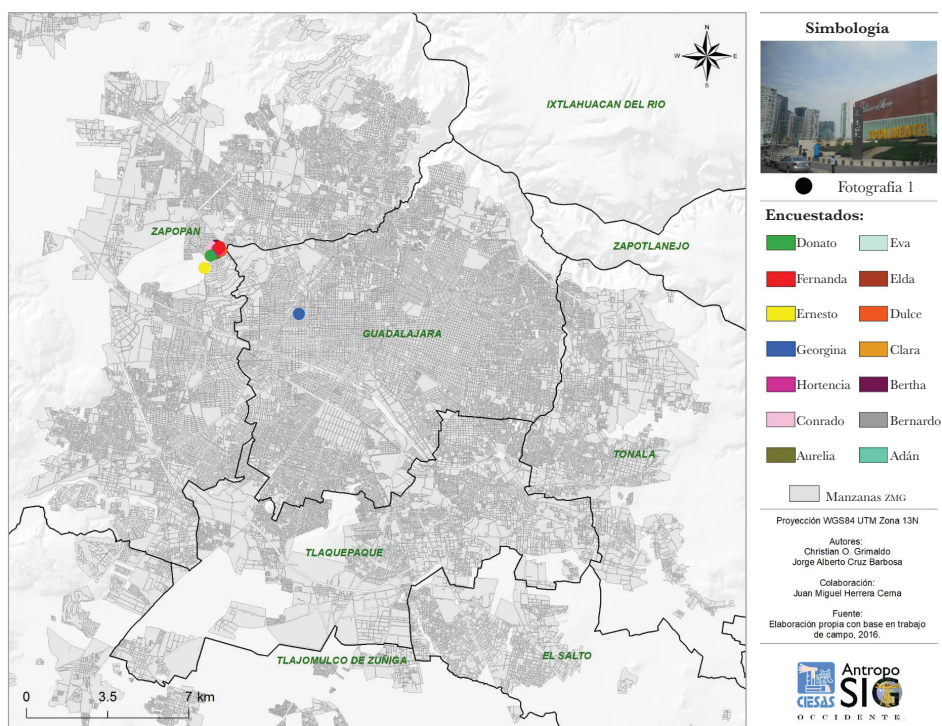 N
W E
S
IXTLAHUACAN DEL RIO
ZAPOPAN
ZAPOTLANEJO
GUADALAJARA
TONALA
TLAQUEPAQUE
EL SALTO
TLAJOMULCO DE ZUÑIGA
0 3.5 7 km
Simbología
Fotografía 1
Encuestados:
Donato Eva
Fernanda Elda
Ernesto Dulce
Georgina Clara
Hortencia Bertha
Conrado Bernardo
Aurelia Adán
Manzanas ZMG
Proyección WGS84 UTM Zona 13N
Autores:
Christian O. Grimaldo
Jorge Alberto Cruz Barbosa
Colaboración:
Juan Miguel Herrera Cema
Fuente:
Elaboración propia con base en trabajo
de campo, 2016.
CIESAS
Antropo
SIG
OCCIDENTE